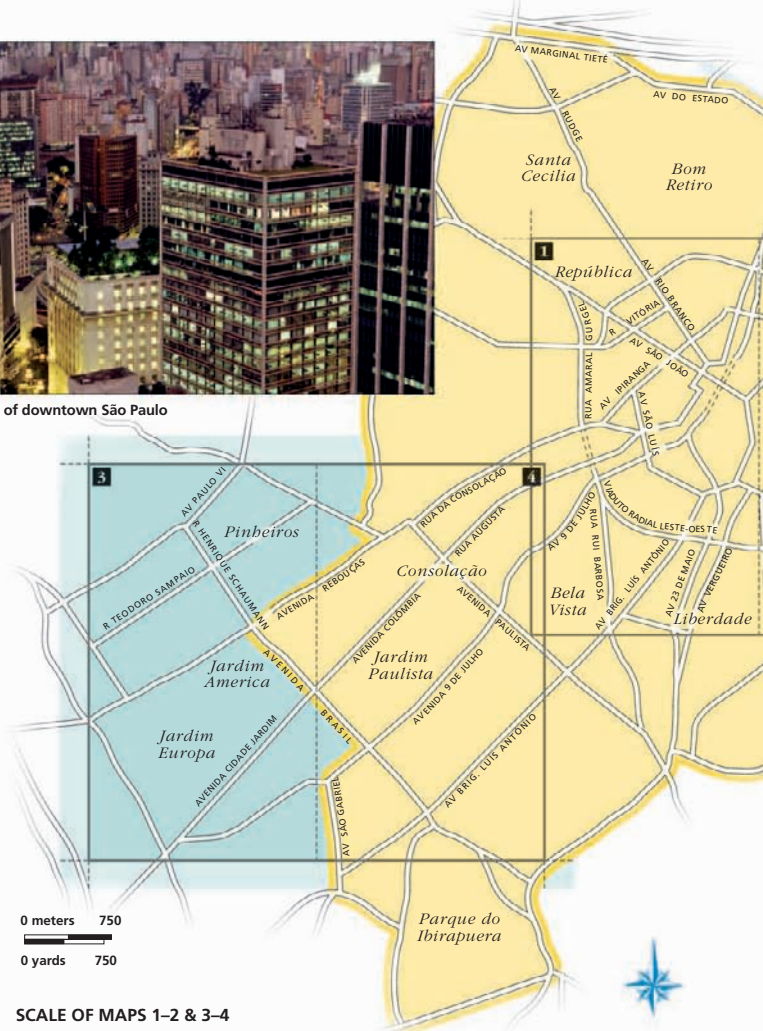 of downtown São Paulo
AV MARGINAL TIETÉ
AV DO ESTADO
AV RUDGE
Santa
Cecilia
Bom
Retiro
1
República
AV RIO BRANCO
R VITÓRIA
RUA AMARAL GURGEL
AV SÃO JOÃO
AV IPIRANGA
AV SÃO LUÍS
3
4
AV PAULO VI
RUA DA CONSOLAÇÃO
RUA AUGUSTA
AV 9 DE JULHO
VIADUTO RADIAL LESTE-OESTE
RUA RUI BARBOSA
Pinheiros
R HENRIQUE SCHAUMANN
R TEODORO SAMPAIO
AVENIDA REBOUÇAS
Consolação
AV BRIG. LUÍS ANTÔNIO
AV 23 DE MAIO
AV VERGUEIRO
Bela
Vista
Liberdade
AVENIDA COLÔMBIA
AVENIDA PAULISTA
Jardim
America
AVENIDA BRASIL
Jardim
Paulista
AVENIDA 9 DE JULHO
Jardim
Europa
AVENIDA CIDADE JARDIM
AV BRIG. LUÍS ANTÔNIO
AV SÃO GABRIEL
Parque do
Ibirapuera
0 meters 750
0 yards 750
SCALE OF MAPS 1–2 & 3–4